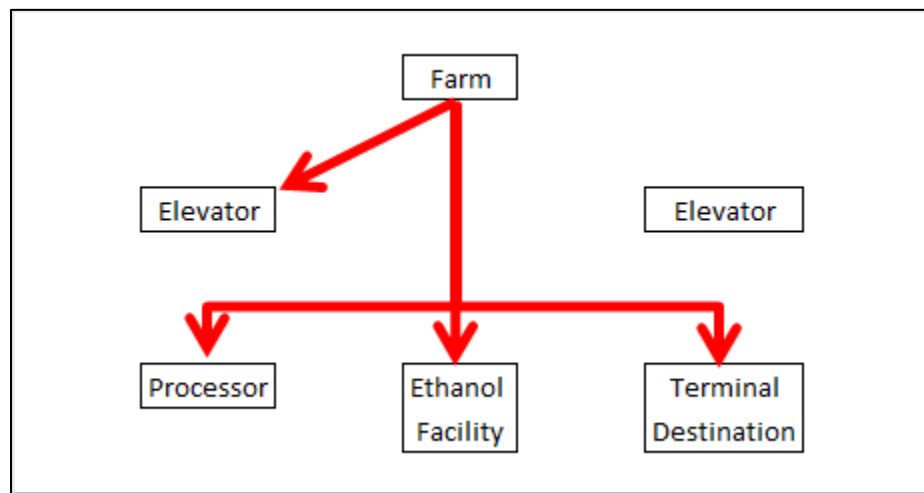 Farm
Elevator
Elevator
Processor
Ethanol
Facility
Terminal
Destination